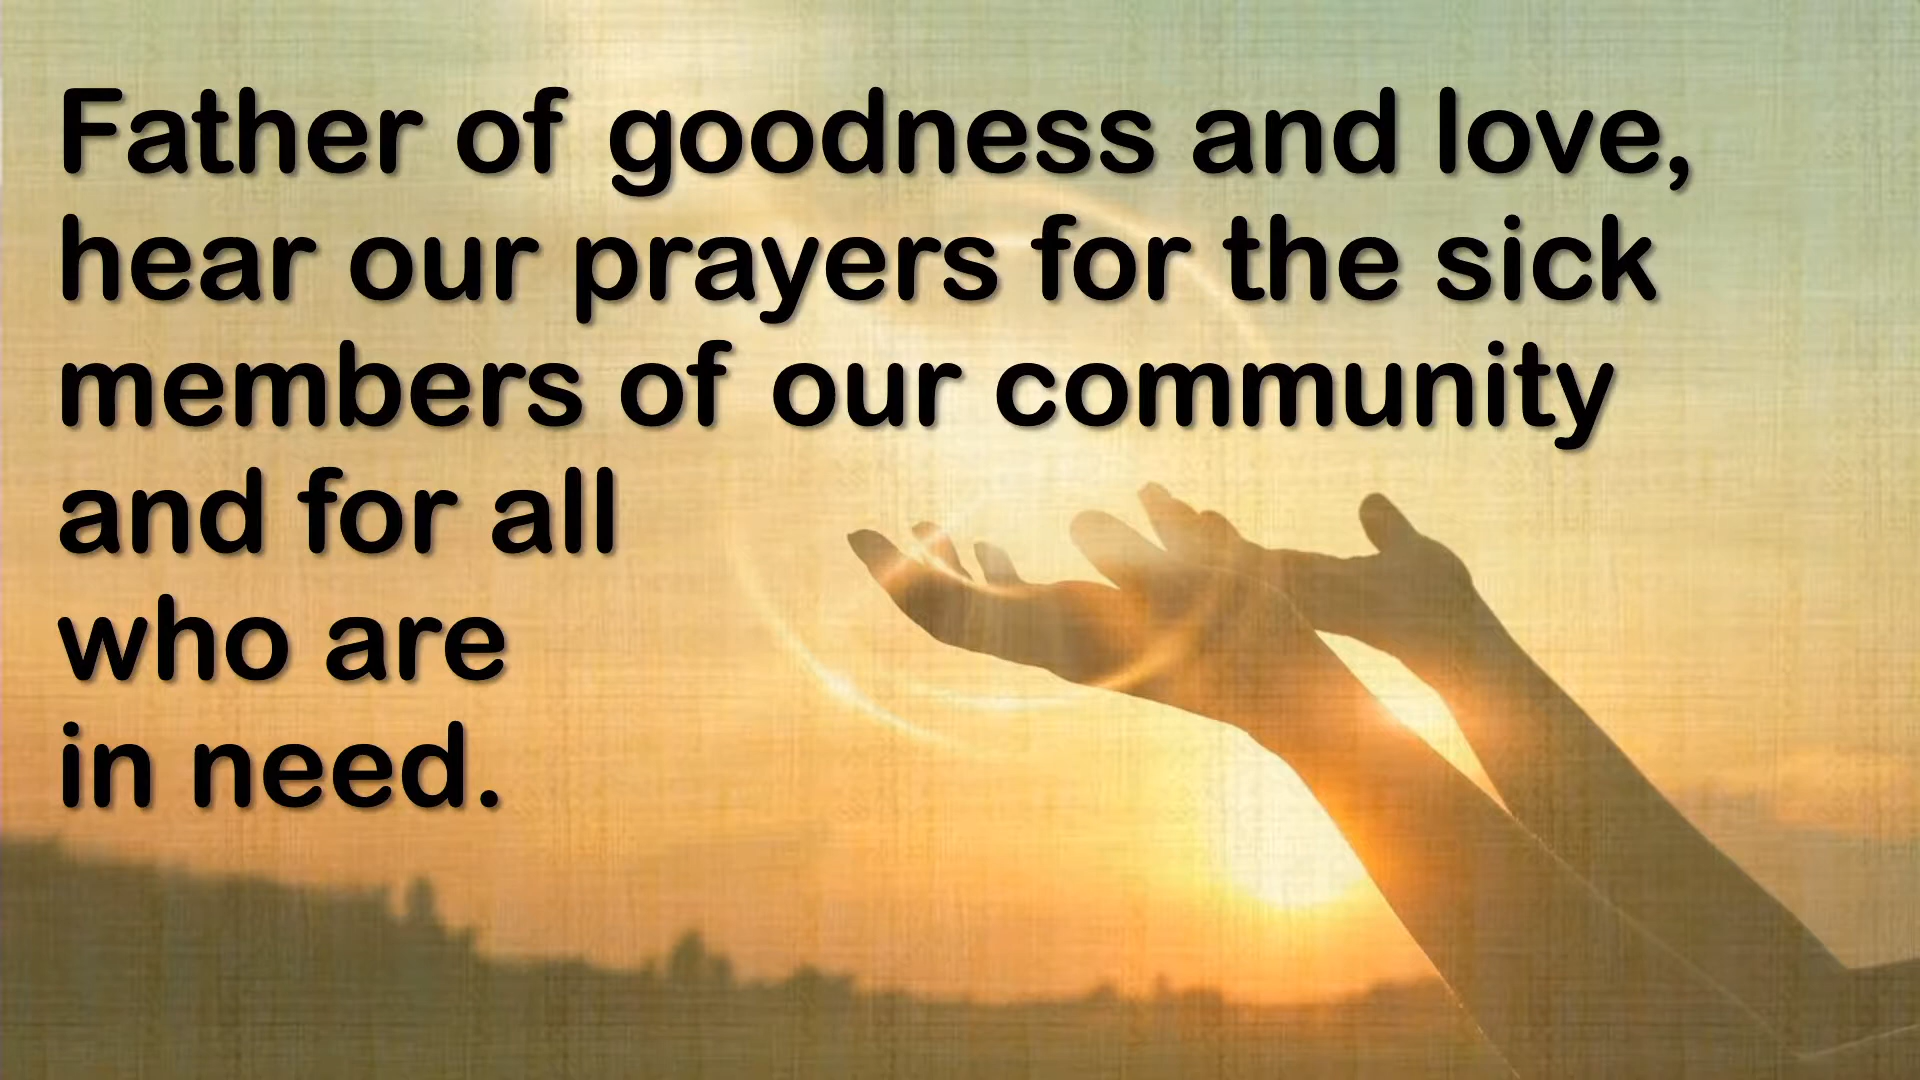 Father of goodness and love,
hear our prayers for the sick
members of our community
and for all
who are
in need.